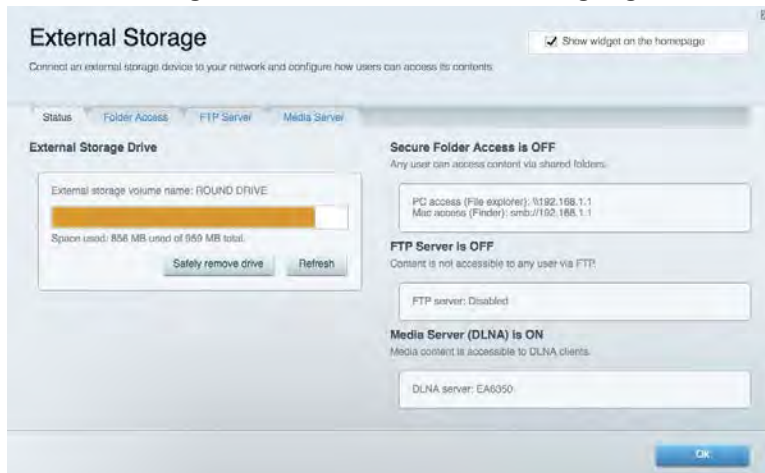 External Storage
Show widget on the homepage
Connect an external storage device to your network and configure how users can access its contents.
Status Folder Access FTP Server Media Server
External Storage Drive
External storage volume name: ROUND DRIVE
Space used: 858 MB used of 959 MB total.
Safely remove drive Refresh
Secure Folder Access is OFF
Any user can access content via shared folders.
PC access (File explorer): \\192.168.1.1
Mac access (Finder): smb://192.168.1.1
FTP Server is OFF
Content is not accessible to any user via FTP.
FTP server: Disabled
Media Server (DLNA) is ON
Media content is accessible to DLNA clients.
DLNA server: EA6350
Ok